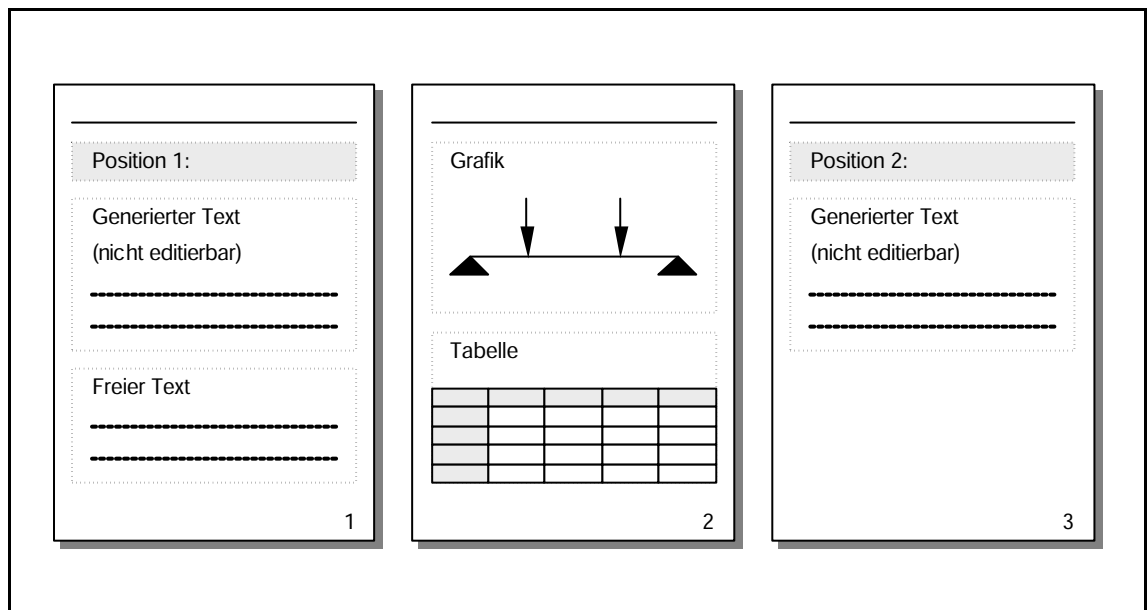 Position 1:
Generierter Text
(nicht editierbar)
Freier Text
1
Grafik
Tabelle
2
Position 2:
Generierter Text
(nicht editierbar)
3